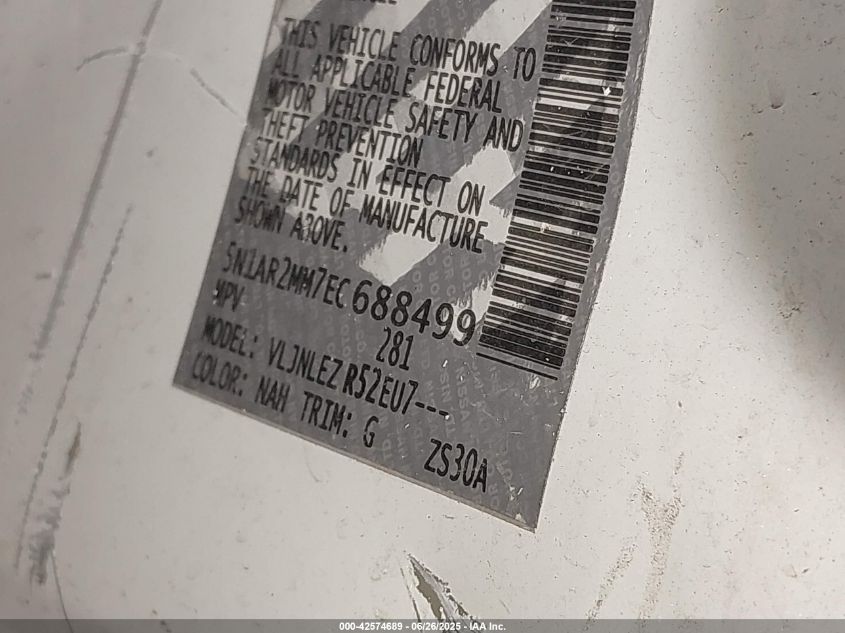 THIS VEHICLE CONFORMS TO
ALL APPLICABLE FEDERAL
MOTOR VEHICLE SAFETY AND
THEFT PREVENTION
STANDARDS IN EFFECT ON
THE DATE OF MANUFACTURE
SHOWN A3OVE.
5N1AR2MM7EC688499
MPV
281
MODEL: VLJNLEZ R52EU7---
COLOR: NAH TRIM: G
ZS30A
000-42574689 - 06/26/2025 - IAA Inc.